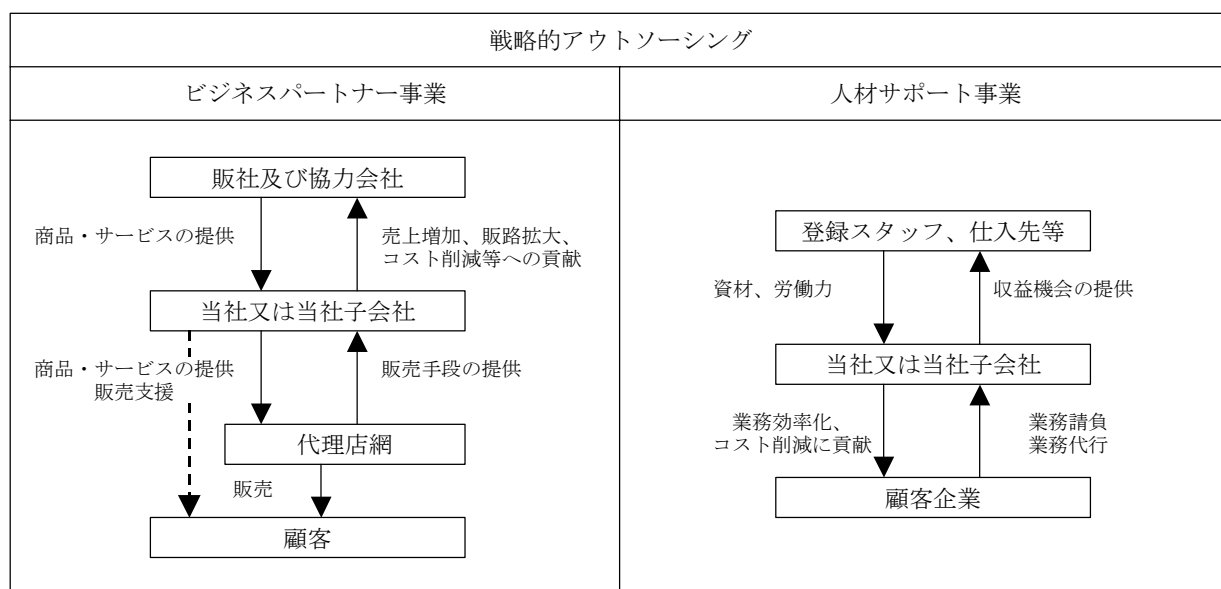 戦略的アウトソーシング
ビジネスパートナー事業
人材サポート事業
販社及び協力会社
商品・サービスの提供
売上増加、販路拡大、
コスト削減等への貢献
当社又は当社子会社
商品・サービスの提供
販売支援
販売手段の提供
代理店網
販売
顧客
登録スタッフ、仕入先等
資材、労働力
収益機会の提供
当社又は当社子会社
業務効率化、
コスト削減に貢献
業務請負
業務代行
顧客企業